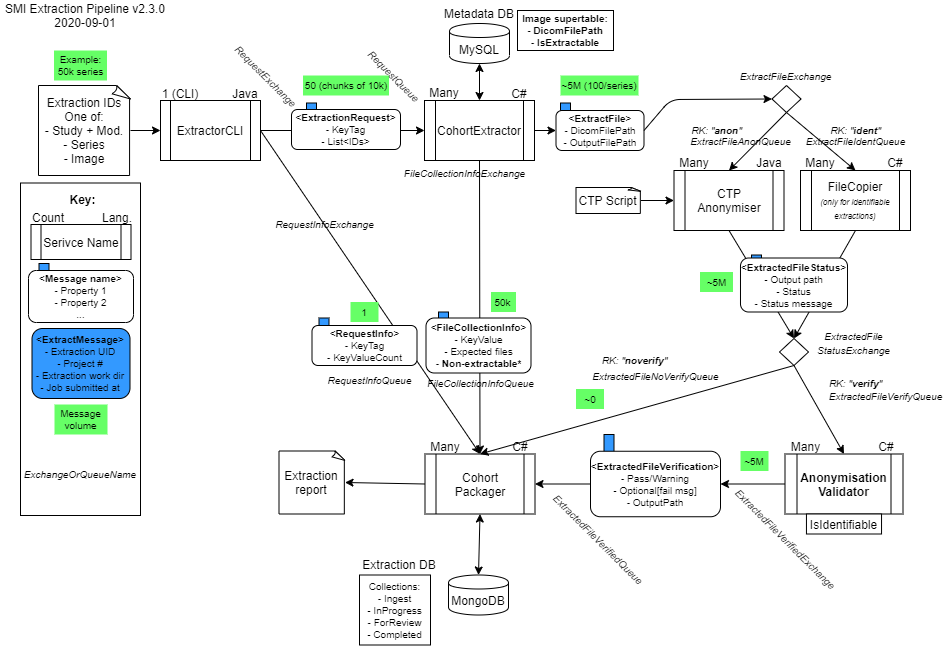 SMI Extraction Pipeline v2.3.0
2020-09-01
Example:
50k series
Extraction IDs
One of:
- Study + Mod.
- Series
- Image
1 (CLI)
Java
ExtractorCLI
RequestExchange
50 (chunks of 10k)
<ExtractionRequest>
- KeyTag
- List<IDs>
RequestQueue
Metadata DB
MySQL
Image supertable:
- DicomFilePath
- IsExtractable
Many
C#
CohortExtractor
~5M (100/series)
<ExtractFile>
- DicomFilePath
- OutputFilePath
ExtractFileExchange
RK: "anon"
ExtractFileAnonQueue
RK: "ident"
ExtractFileIdentQueue
Many
Java
CTP
Anonymiser
CTP Script
Many
C#
FileCopier
(only for identifiable
extractions)
FileCollectionInfoExchange
RequestInfoExchange
Key:
Count
Lang.
Serivce Name
<Message name>
- Property 1
- Property 2
...
<ExtractMessage>
- Extraction UID
- Project #
- Extraction work dir
- Job submitted at
Message
volume
ExchangeOrQueueName
~5M
<ExtractedFileStatus>
- Output path
- Status
- Status message
1
<RequestInfo>
- KeyTag
- KeyValueCount
RequestInfoQueue
50k
<FileCollectionInfo>
- KeyValue
- Expected files
- Non-extractable*
FileCollectionInfoQueue
ExtractedFile
StatusExchange
RK: "noverify"
ExtractedFileNoVerifyQueue
~0
RK: "verify"
ExtractedFileVerifyQueue
Extraction
report
Many
C#
Cohort
Packager
<ExtractedFileVerification>
- Pass/Warning
- Optional[fail msg]
- OutputPath
~5M
Many
C#
Anonymisation
Validator
IsIdentifiable
ExtractedFileVerifiedQueue
ExtractedFileVerifiedExchange
Extraction DB
Collections:
- Ingest
- InProgress
- ForReview
- Completed
MongoDB